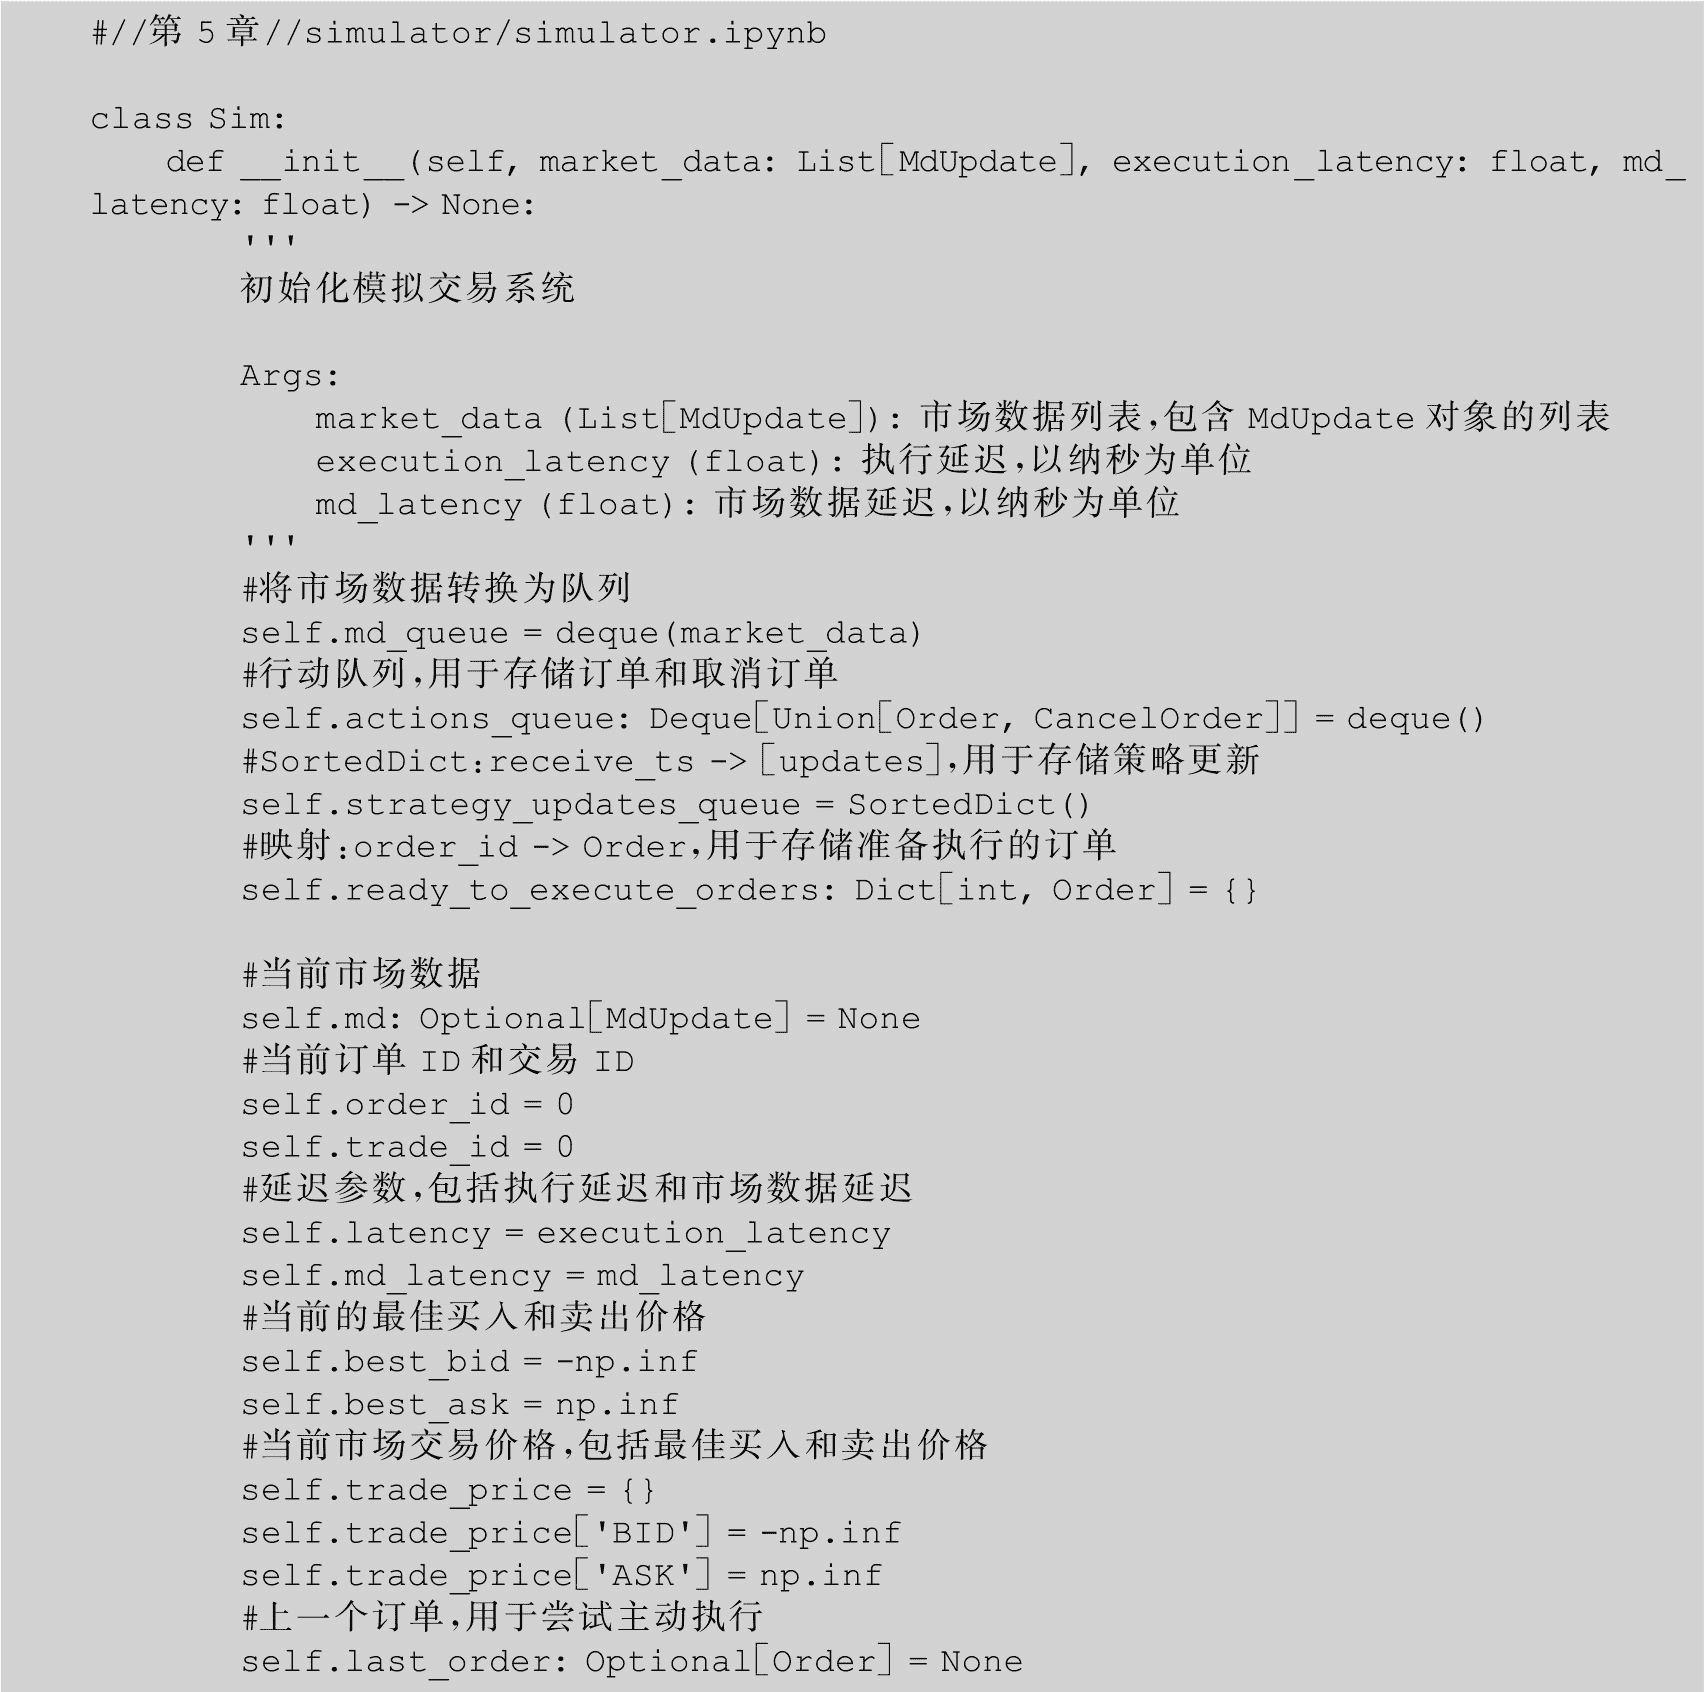 #//第 5 章//simulator/simulator.ipynb
class Sim:
def __init__(self, market_data: List[MdUpdate], execution_latency: float, md_
latency: float) -> None:
'''
初始化模拟交易系统
Args:
market_data (List[MdUpdate]): 市场数据列表,包含 MdUpdate 对象的列表
execution_latency (float): 执行延迟,以纳秒为单位
md_latency (float): 市场数据延迟,以纳秒为单位
'''
#将市场数据转换为队列
self.md_queue = deque(market_data)
#行动队列,用于存储订单和取消订单
self.actions_queue: Deque[Union[Order, CancelOrder]] = deque()
#SortedDict:receive_ts -> [updates],用于存储策略更新
self.strategy_updates_queue = SortedDict()
#映射:order_id -> Order,用于存储准备执行的订单
self.ready_to_execute_orders: Dict[int, Order] = {}
#当前市场数据
self.md: Optional[MdUpdate] = None
#当前订单 ID 和交易 ID
self.order_id = 0
self.trade_id = 0
#延迟参数,包括执行延迟和市场数据延迟
self.latency = execution_latency
self.md_latency = md_latency
#当前的最佳买入和卖出价格
self.best_bid = -np.inf
self.best_ask = np.inf
#当前市场交易价格,包括最佳买入和卖出价格
self.trade_price = {}
self.trade_price['BID'] = -np.inf
self.trade_price['ASK'] = np.inf
#上一个订单,用于尝试主动执行
self.last_order: Optional[Order] = None